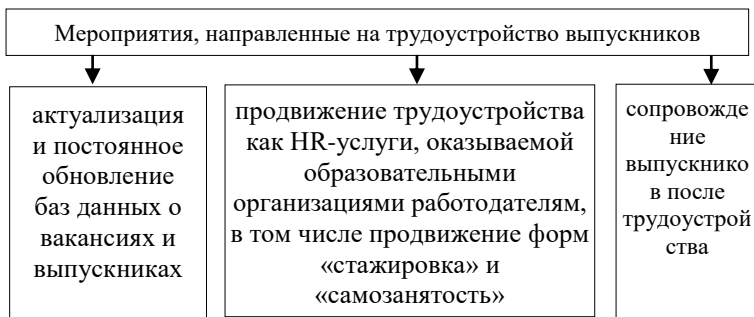 Мероприятия, направленные на трудоустройство выпускников
актуализация
и постоянное
обновление
баз данных о
вакансиях и
выпускниках
продвижение трудоустройства
как HR-услуги, оказываемой
образовательными
организациями работодателям,
в том числе продвижение форм
«стажировка» и
«самозанятость»
сопровожде
ние
выпускнико
в после
трудоустрой
ства